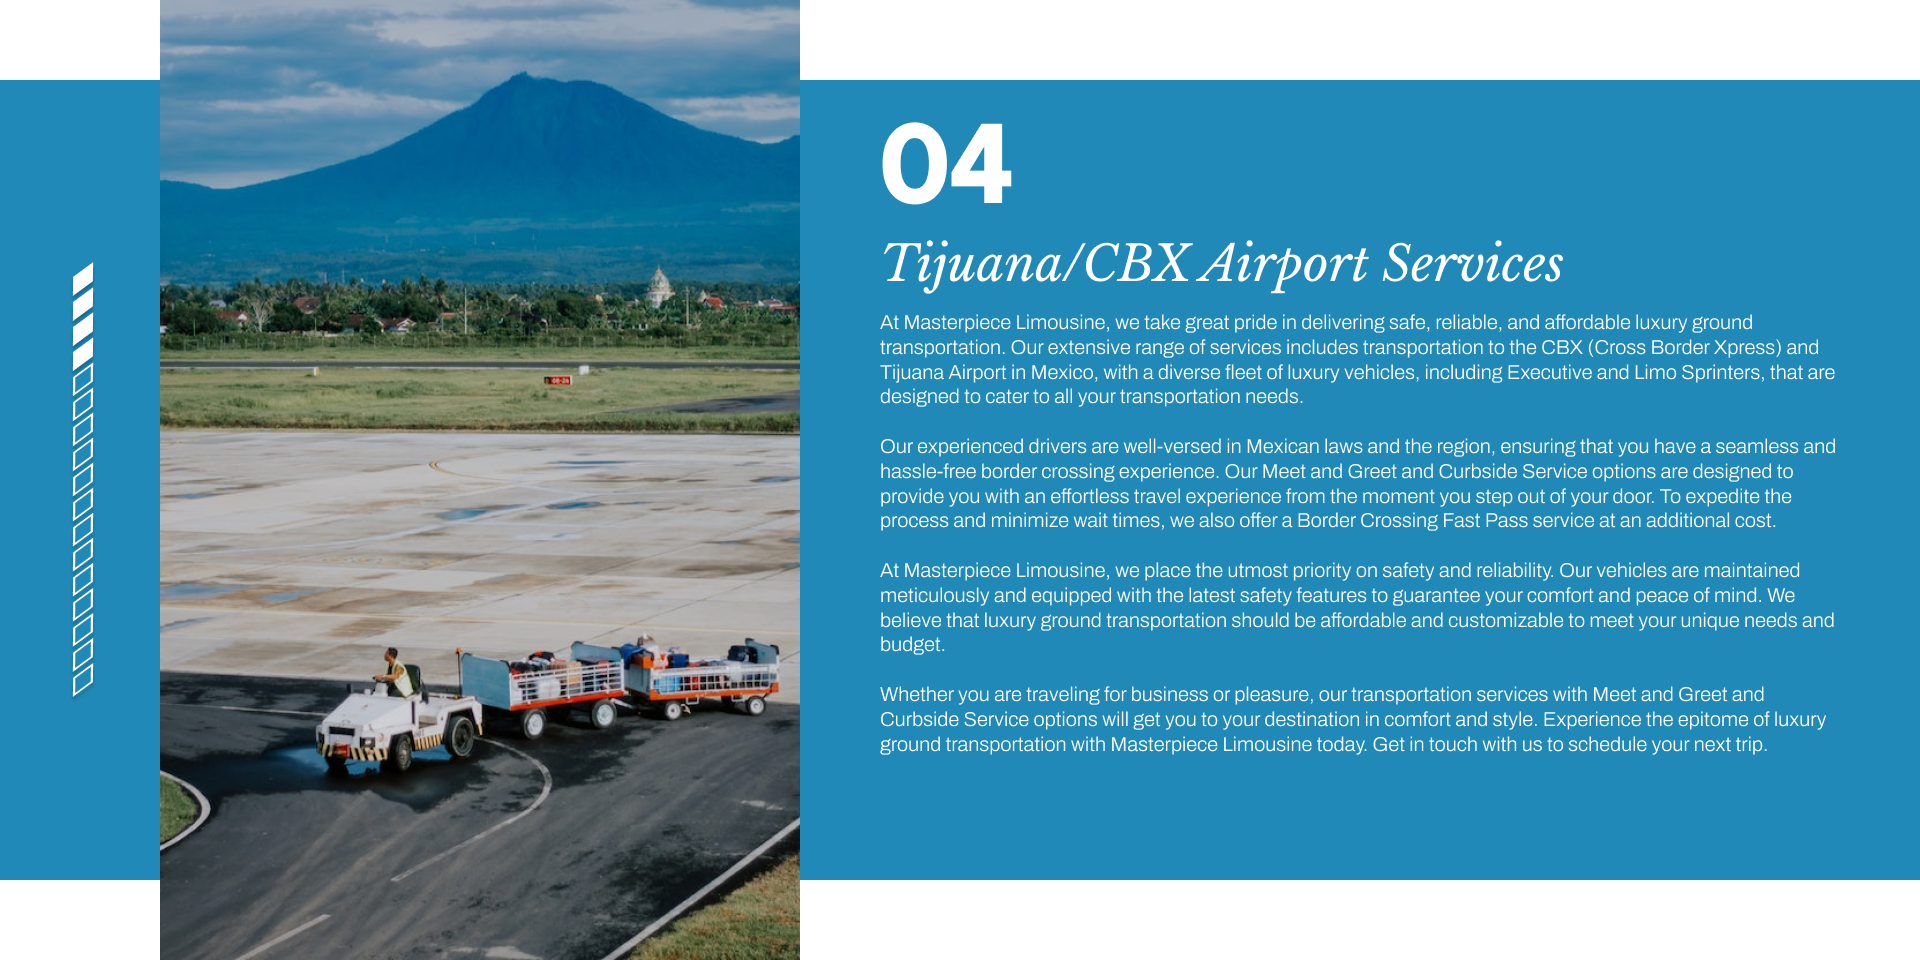 04
Tijuana/CBX Airport Services
At Masterpiece Limousine, we take great pride in delivering safe, reliable, and affordable luxury ground
transportation. Our extensive range of services includes transportation to the CBX (Cross Border Xpress) and
Tijuana Airport in Mexico, with a diverse fleet of luxury vehicles, including Executive and Limo Sprinters, that are
designed to cater to all your transportation needs.
Our experienced drivers are well-versed in Mexican laws and the region, ensuring that you have a seamless and
hassle-free border crossing experience. Our Meet and Greet and Curbside Service options are designed to
provide you with an effortless travel experience from the moment you step out of your door. To expedite the
process and minimize wait times, we also offer a Border Crossing Fast Pass service at an additional cost.
At Masterpiece Limousine, we place the utmost priority on safety and reliability. Our vehicles are maintained
meticulously and equipped with the latest safety features to guarantee your comfort and peace of mind. We
believe that luxury ground transportation should be affordable and customizable to meet your unique needs and
budget.
Whether you are traveling for business or pleasure, our transportation services with Meet and Greet and
Curbside Service options will get you to your destination in comfort and style. Experience the epitome of luxury
ground transportation with Masterpiece Limousine today. Get in touch with us to schedule your next trip.